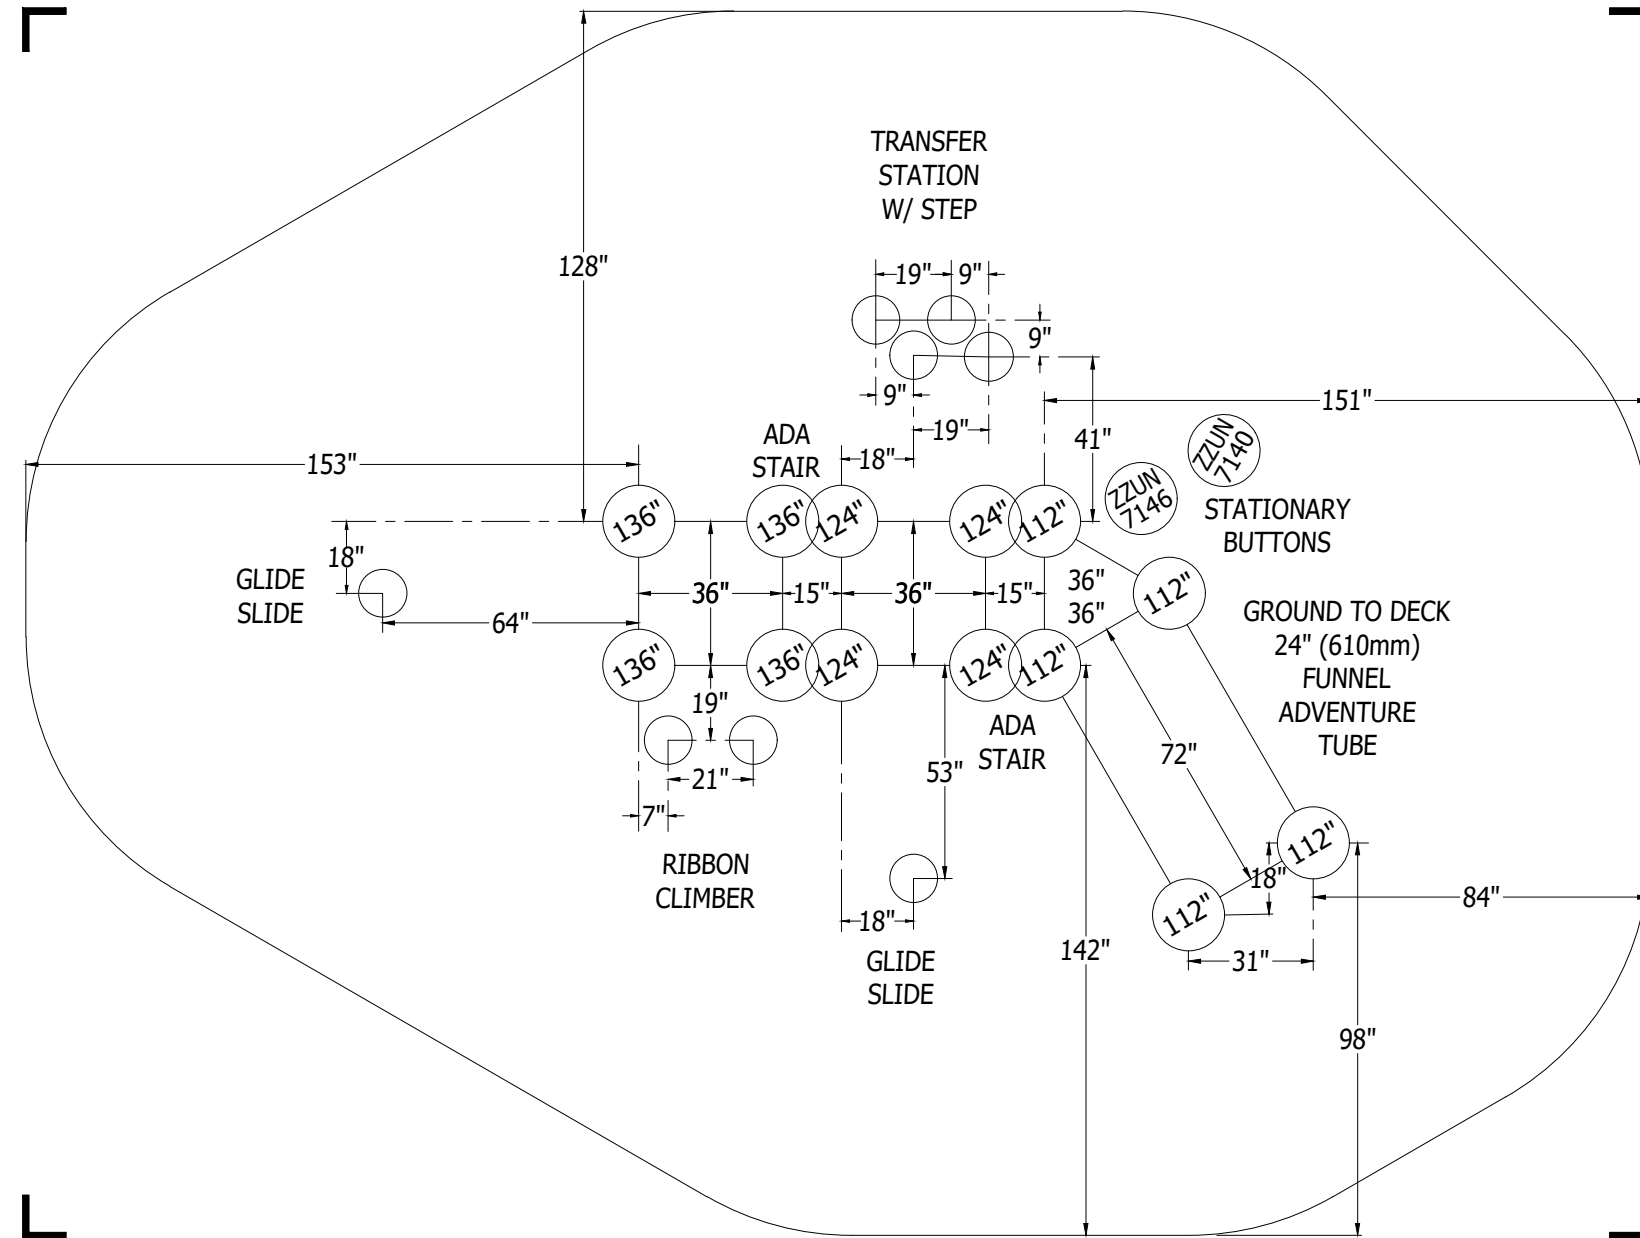 TRANSFER
STATION
W/ STEP
128"
19"
9"
9"
9"
19"
151"
41"
ADA
STAIR
18"
153"
ZZUN
7140
ZZUN
7146
STATIONARY
BUTTONS
136"
136"
124"
124"
112"
18"
GLIDE
SLIDE
64"
36"
15"
36"
15"
36"
36"
112"
GROUND TO DECK
24" (610mm)
FUNNEL
ADVENTURE
TUBE
136"
136"
124"
124"
112"
19"
21"
7"
RIBBON
CLIMBER
53"
ADA
STAIR
72"
112"
18"
112"
84"
18"
GLIDE
SLIDE
142"
31"
98"